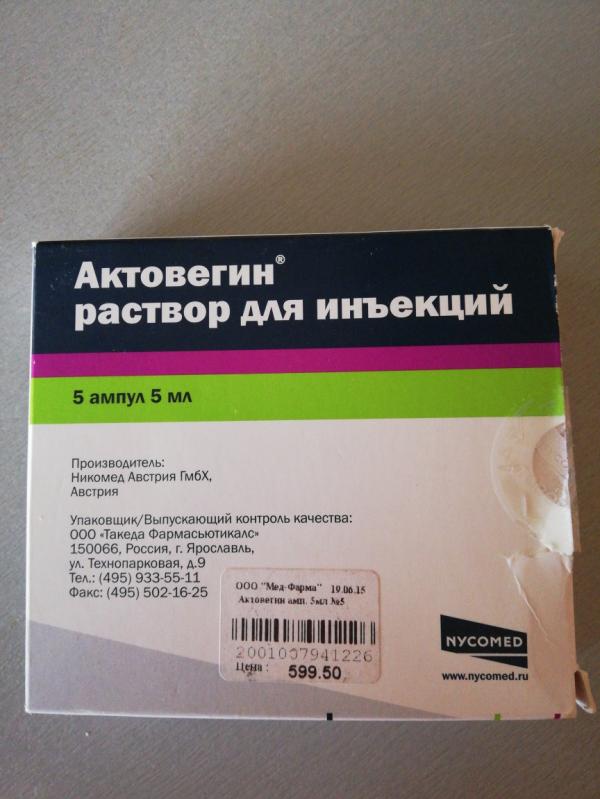 Актовегин®
раствор для инъекций
5 ампул 5 мл
Производитель:
Никомед Австрия ГмбХ,
Австрия
Упаковщик/Выпускающий контроль качества:
ООО «Такеда Фармасьютикалс»
150066, Россия, г. Ярославль,
ул. Технопарковая, д.9
Тел.: (495) 933-55-11
Факс: (495) 502-16-25
ООО "Мед-Фарма" 19.06.15
Актовегин амп. 5мл №5
2001007941226
Цена :
599.50
NYCOMED
www.nycomed.ru